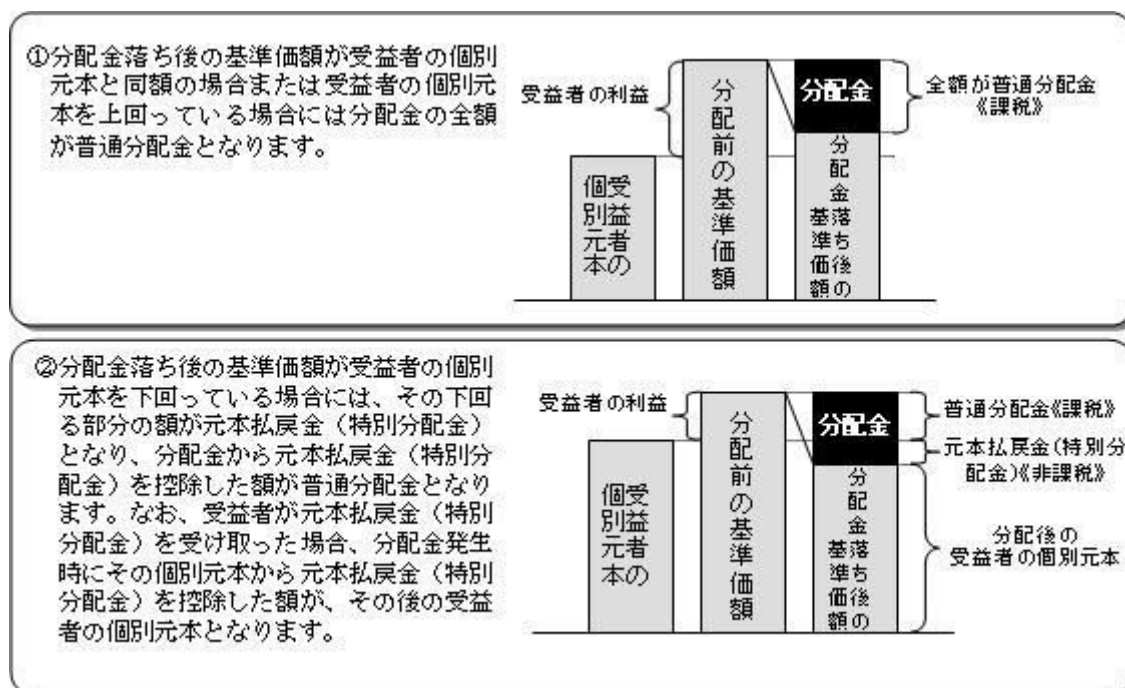 ①分配金落ち後の基準価額が受益者の個別
元本と同額の場合または受益者の個別元
本を上回っている場合には分配金の全額
が普通分配金となります。
受益者の利益
個別元本
受益者の
分配前の基準価額
分配金
分配金落ち後の
基準価額
全額が普通分配金
《課税》
②分配金落ち後の基準価額が受益者の個別
元本を下回っている場合には、その下回
る部分の額が元本払戻金（特別分配金）
となり、分配金から元本払戻金（特別分
配金）を控除した額が普通分配金となり
ます。なお、受益者が元本払戻金（特別
分配金）を受け取った場合、分配金発生
時にその個別元本から元本払戻金（特別
分配金）を控除した額が、その後の受益
者の個別元本となります。
受益者の利益
受益者の
個別元本
分配前の基準価額
分配金
分配金落ち後の
基準価額
普通分配金《課税》
元本払戻金(特別分
配金)《非課税》
分配後の
受益者の個別元本